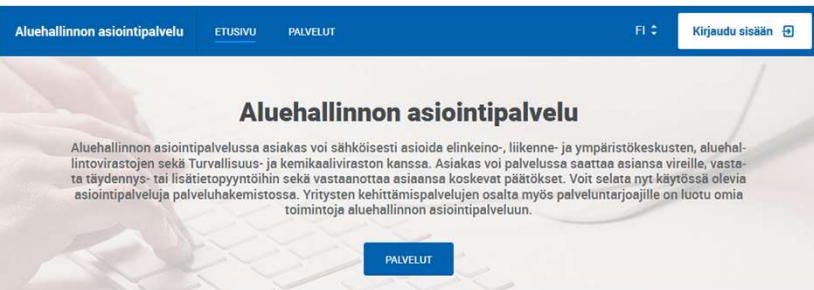 Aluehallinnon asiointipalvelu ETUSIVU PALVELUT FI Kirjaudu sisään
Aluehallinnon asiointipalvelu
Aluehallinnon asiointipalvelussa asiakas voi sähköisesti asioida elinkeino-, liikenne- ja ympäristökeskusten, aluehal-
lintovirastojen sekä Turvallisuus- ja kemikaaliviraston kanssa. Asiakas voi palvelussa saattaa asiansa vireille, vasta-
ta täydennys- tai lisätietopyyntöihin sekä vastaanottaa asiaansa koskevat päätökset. Voit selata nyt käytössä olevia
asiointipalveluja palveluhakemistossa. Yritysten kehittämispalvelujen osalta myös palveluntarjoajille on luotu omia
toimintoja aluehallinnon asiointipalveluun.
PALVELUT